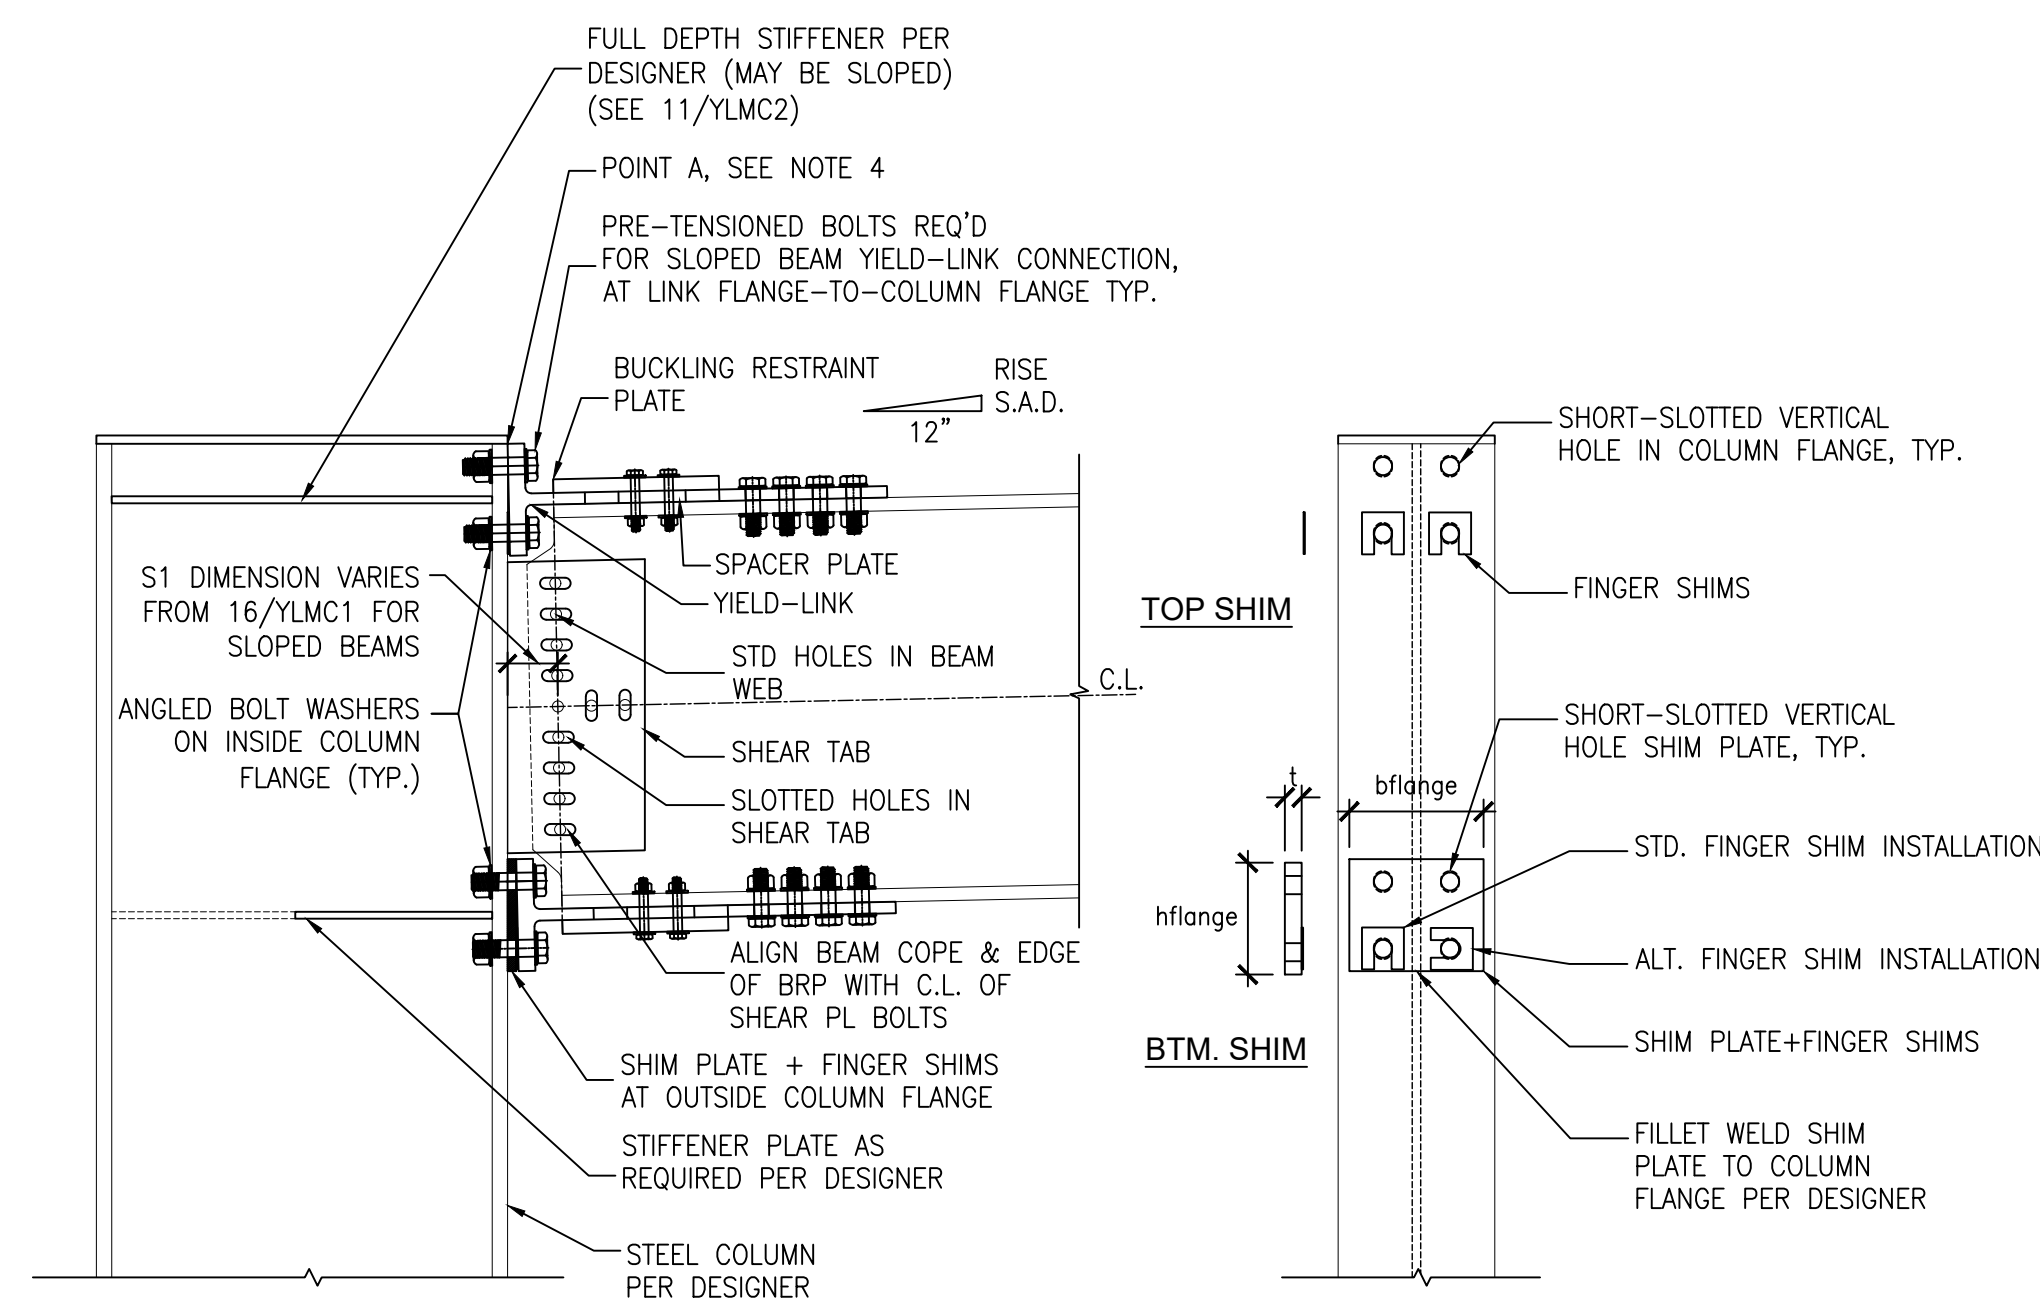 FULL DEPTH STIFFENER PER
DESIGNER (MAY BE SLOPED)
(SEE 11/YLMC2)
POINT A, SEE NOTE 4
PRE-TENSIONED BOLTS REQ'D
FOR SLOPED BEAM YIELD-LINK CONNECTION,
AT LINK FLANGE-TO-COLUMN FLANGE TYP.
BUCKLING RESTRAINT
PLATE
RISE
S.A.D.
12"
SPACER PLATE
YIELD-LINK
S1 DIMENSION VARIES
FROM 16/YLMC1 FOR
SLOPED BEAMS
STD HOLES IN BEAM
WEB
C.L.
ANGLED BOLT WASHERS
ON INSIDE COLUMN
FLANGE (TYP.)
SHEAR TAB
SLOTTED HOLES IN
SHEAR TAB
ALIGN BEAM COPE & EDGE
OF BRP WITH C.L. OF
SHEAR PL BOLTS
SHIM PLATE + FINGER SHIMS
AT OUTSIDE COLUMN FLANGE
STIFFENER PLATE AS
REQUIRED PER DESIGNER
STEEL COLUMN
PER DESIGNER
SHORT-SLOTTED VERTICAL
HOLE IN COLUMN FLANGE, TYP.
FINGER SHIMS
TOP SHIM
SHORT-SLOTTED VERTICAL
HOLE SHIM PLATE, TYP.
t
bflange
STD. FINGER SHIM INSTALLATION
hflange
ALT. FINGER SHIM INSTALLATION
BTM. SHIM
SHIM PLATE+FINGER SHIMS
FILLET WELD SHIM
PLATE TO COLUMN
FLANGE PER DESIGNER